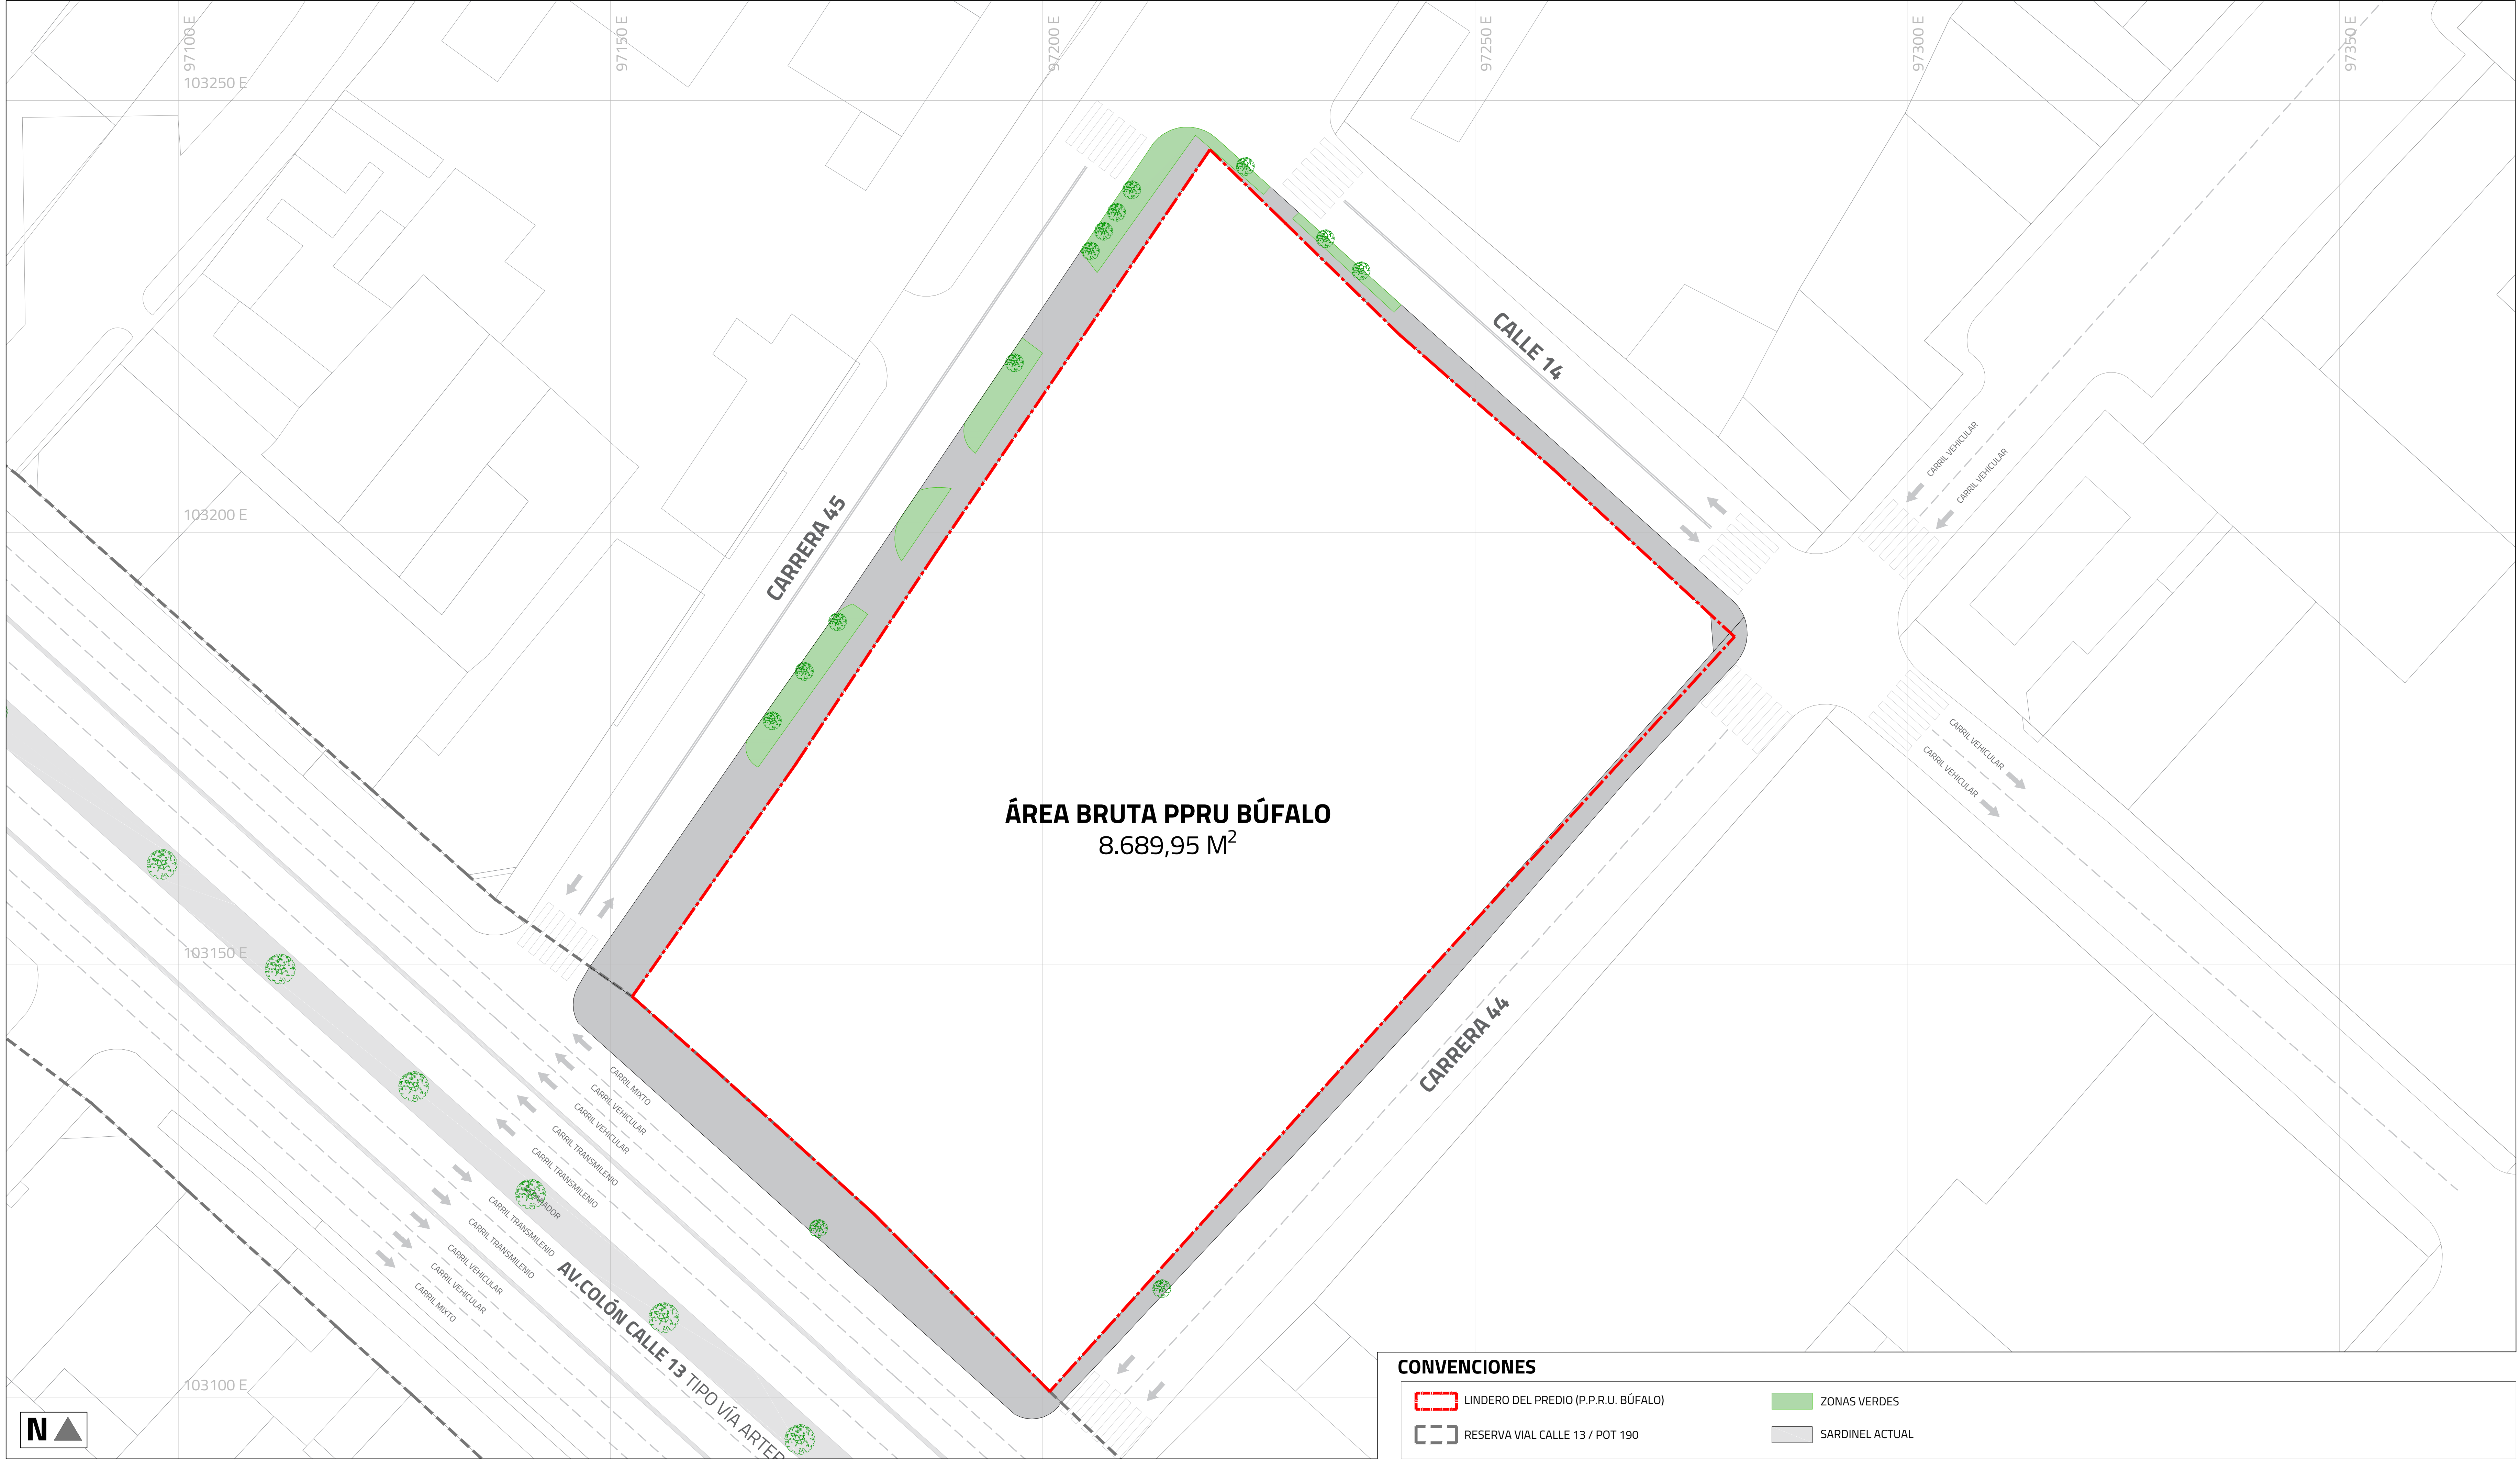 97100 E
97150 E
97200 E
97250 E
97300 E
97350 E
103250 E
103200 E
103150 E
103100 E
CALLE 14
CARRERA 45
CARRIL VEHICULAR
CARRIL VEHICULAR
CARRIL VEHICULAR
CARRIL VEHICULAR
ÁREA BRUTA PPRU BÚFALO
8.689,95 M2
CARRERA 44
CARRIL MIXTO
CARRIL VEHICULAR
CARRIL VEHICULAR
CARRIL TRANSMILENIO
CARRIL TRANSMILENIO
CARRIL TRANSMILENIO
CARRIL TRANSMILENIO
CARRIL VEHICULAR
CARRIL VEHICULAR
CARRIL MIXTO
AV.COLÓN CALLE 13 TIPO VÍA ARTER
N
CONVENCIONES
LINDERO DEL PREDIO (P.P.R.U. BÚFALO)
RESERVA VIAL CALLE 13 / POT 190
ZONAS VERDES
SARDINEL ACTUAL